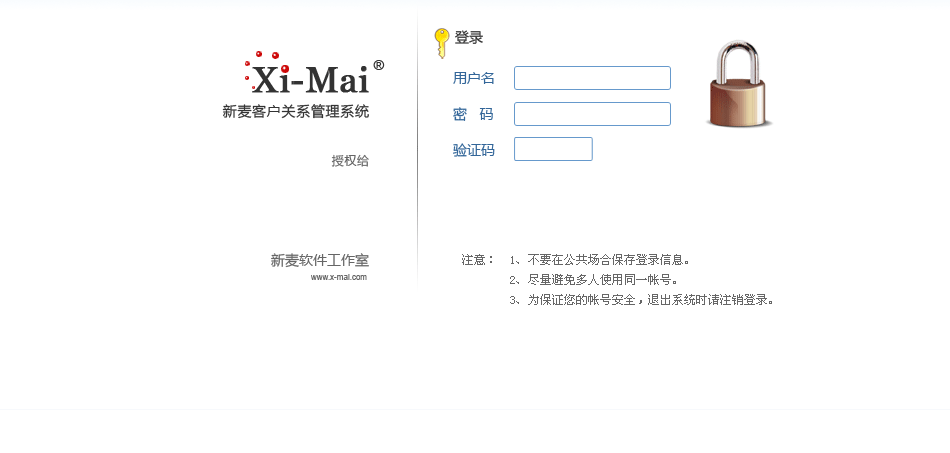 Xi-Mai®
新麦客户关系管理系统
授权给
新麦软件工作室
www.x-mai.com
登录
用户名
密 码
验证码
注意： 1、不要在公共场合保存登录信息。
2、尽量避免多人使用同一帐号。
3、为保证您的帐号安全，退出系统时请注销登录。